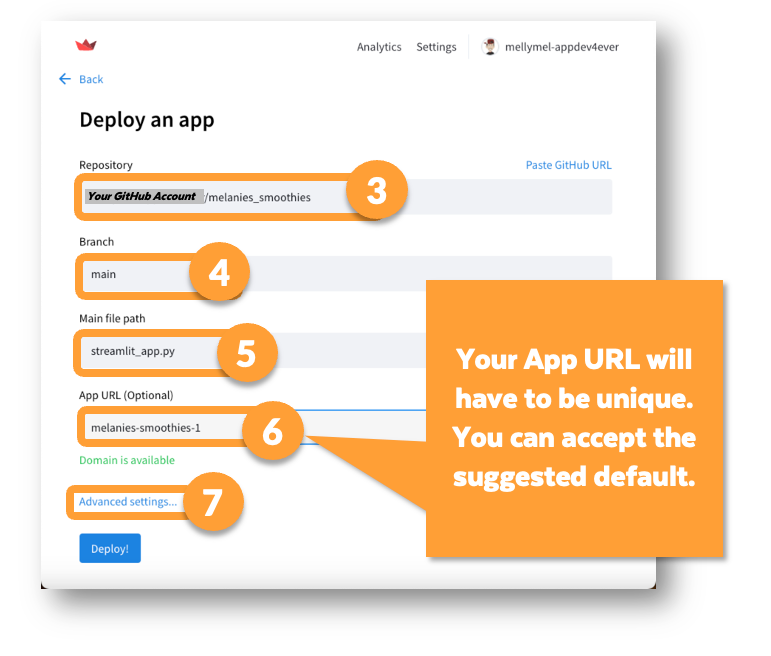 Analytics Settings mellymel-appdev4ever
← Back
Deploy an app
Repository Paste GitHub URL
Your GitHub Account /melanies_smoothies 3
Branch
main 4
Main file path
streamlit_app.py 5
App URL (Optional)
melanies-smoothies-1 6
Domain is available
Advanced settings... 7
Deploy!
Your App URL will
have to be unique.
You can accept the
suggested default.